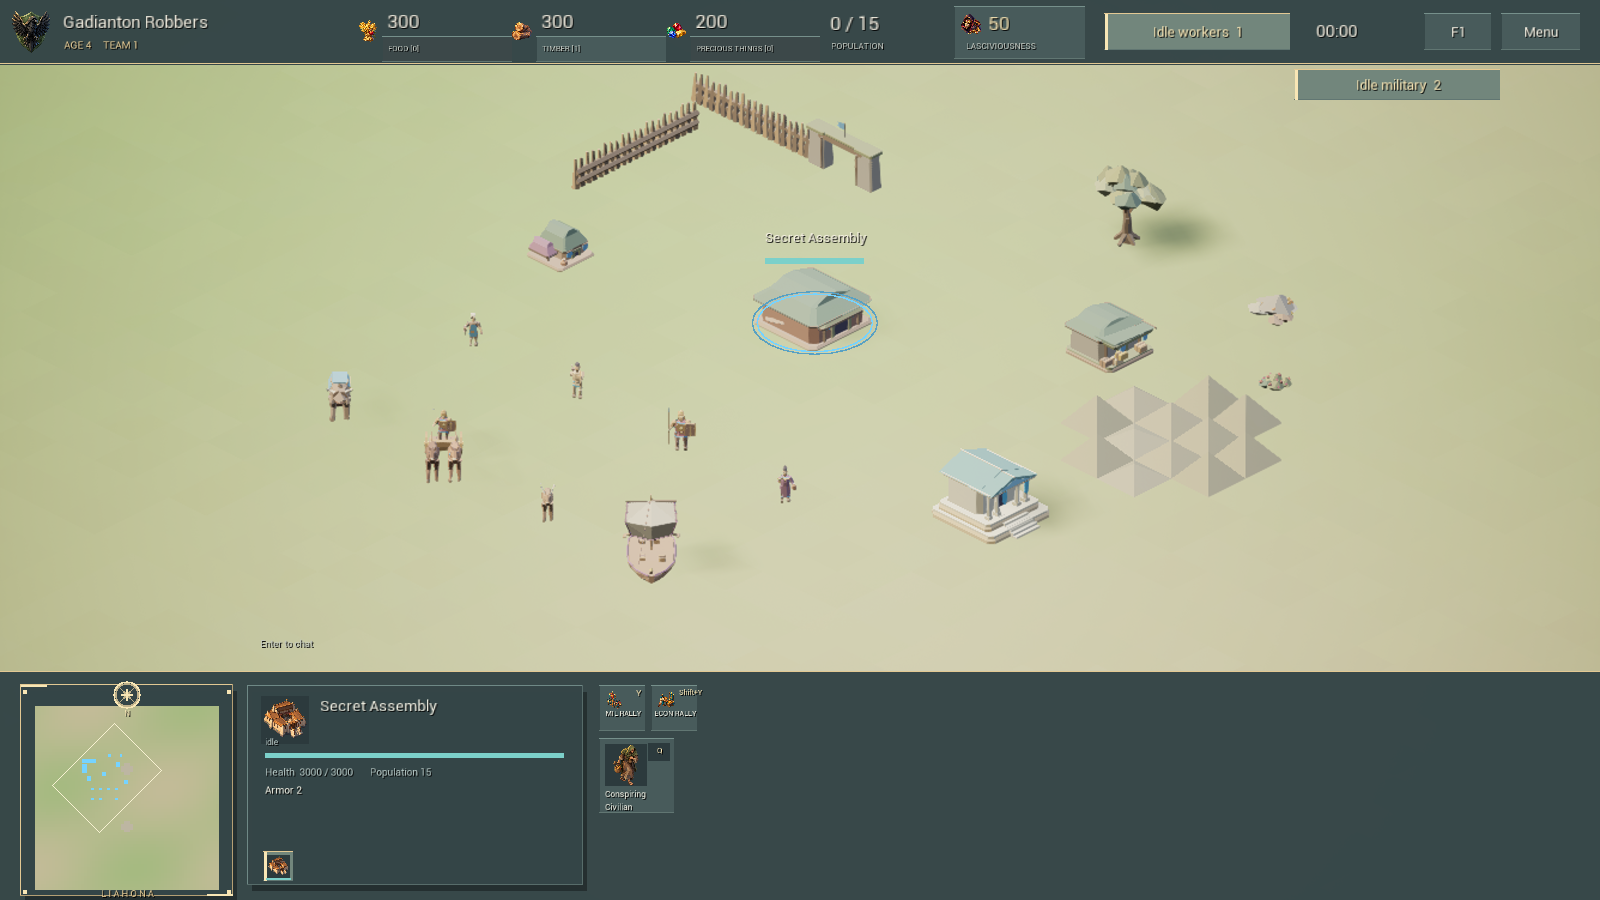 Gadianton Robbers
AGE 4 TEAM 1
300
FOOD [0]
300
TIMBER [1]
200
PRECIOUS THINGS [0]
0 / 15
POPULATION
50
LASCIVIOUSNESS
Idle workers 1
00:00
F1
Menu
Idle military 2
Secret Assembly
Enter to chat
N
LIAHONA
Secret Assembly
idle
Health 3000 / 3000 Population 15
Armor 2
Y
MIL RALLY
Shift+Y
ECON RALLY
Q
Conspiring
Civilian